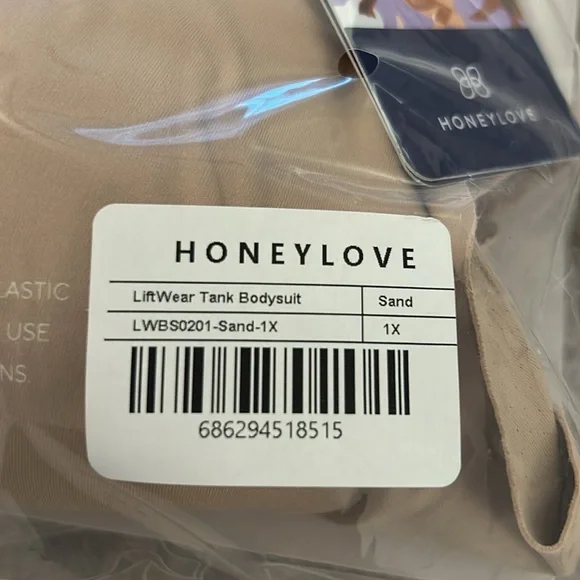 HONEYLOVE
HONEYLOVE
LiftWear Tank Bodysuit Sand
LWBS0201-Sand-1X 1X
686294518515
LASTIC
USE
NS